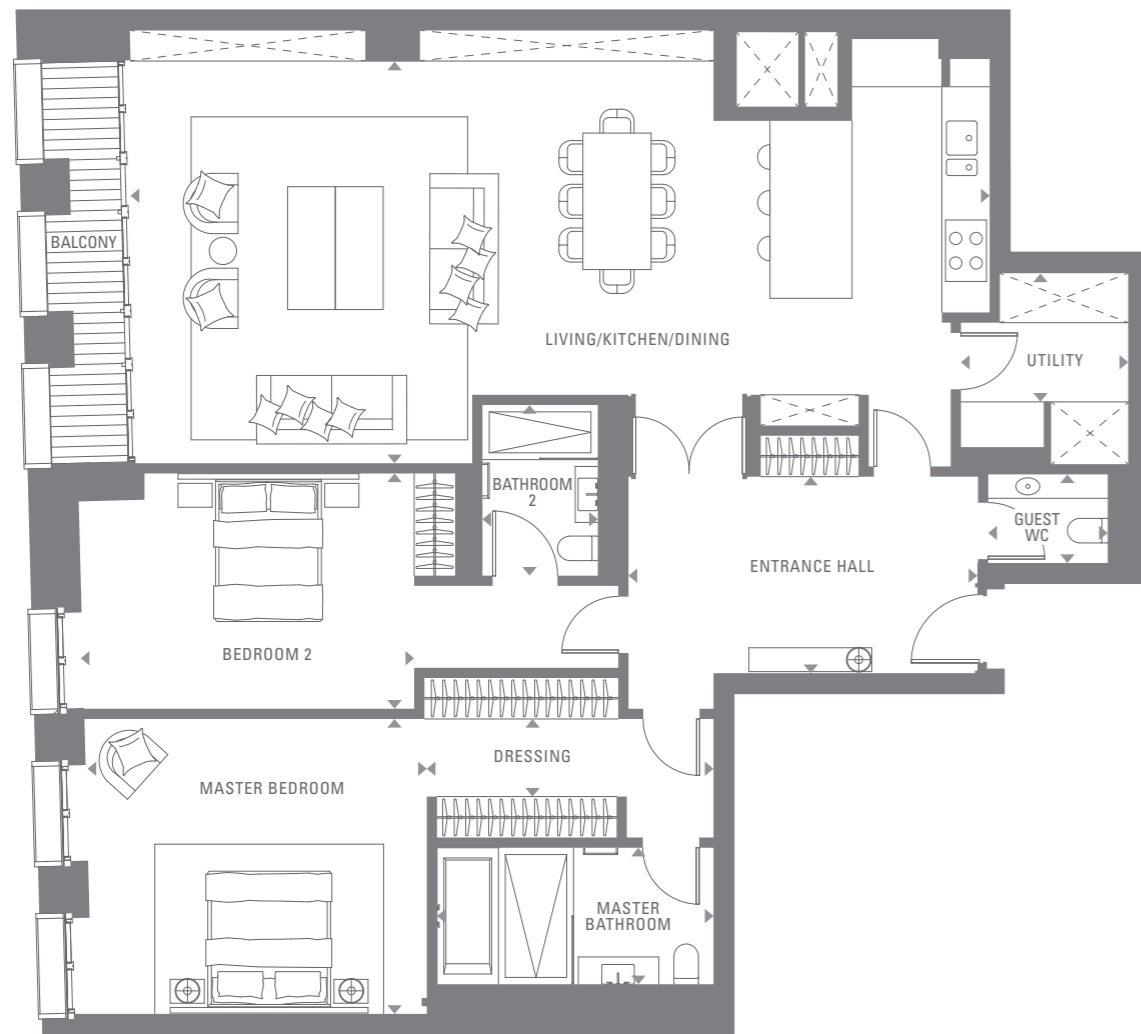 BALCONY
LIVING/KITCHEN/DINING
UTILITY
BATHROOM
2
GUEST
WC
ENTRANCE HALL
BEDROOM 2
DRESSING
MASTER BEDROOM
MASTER
BATHROOM